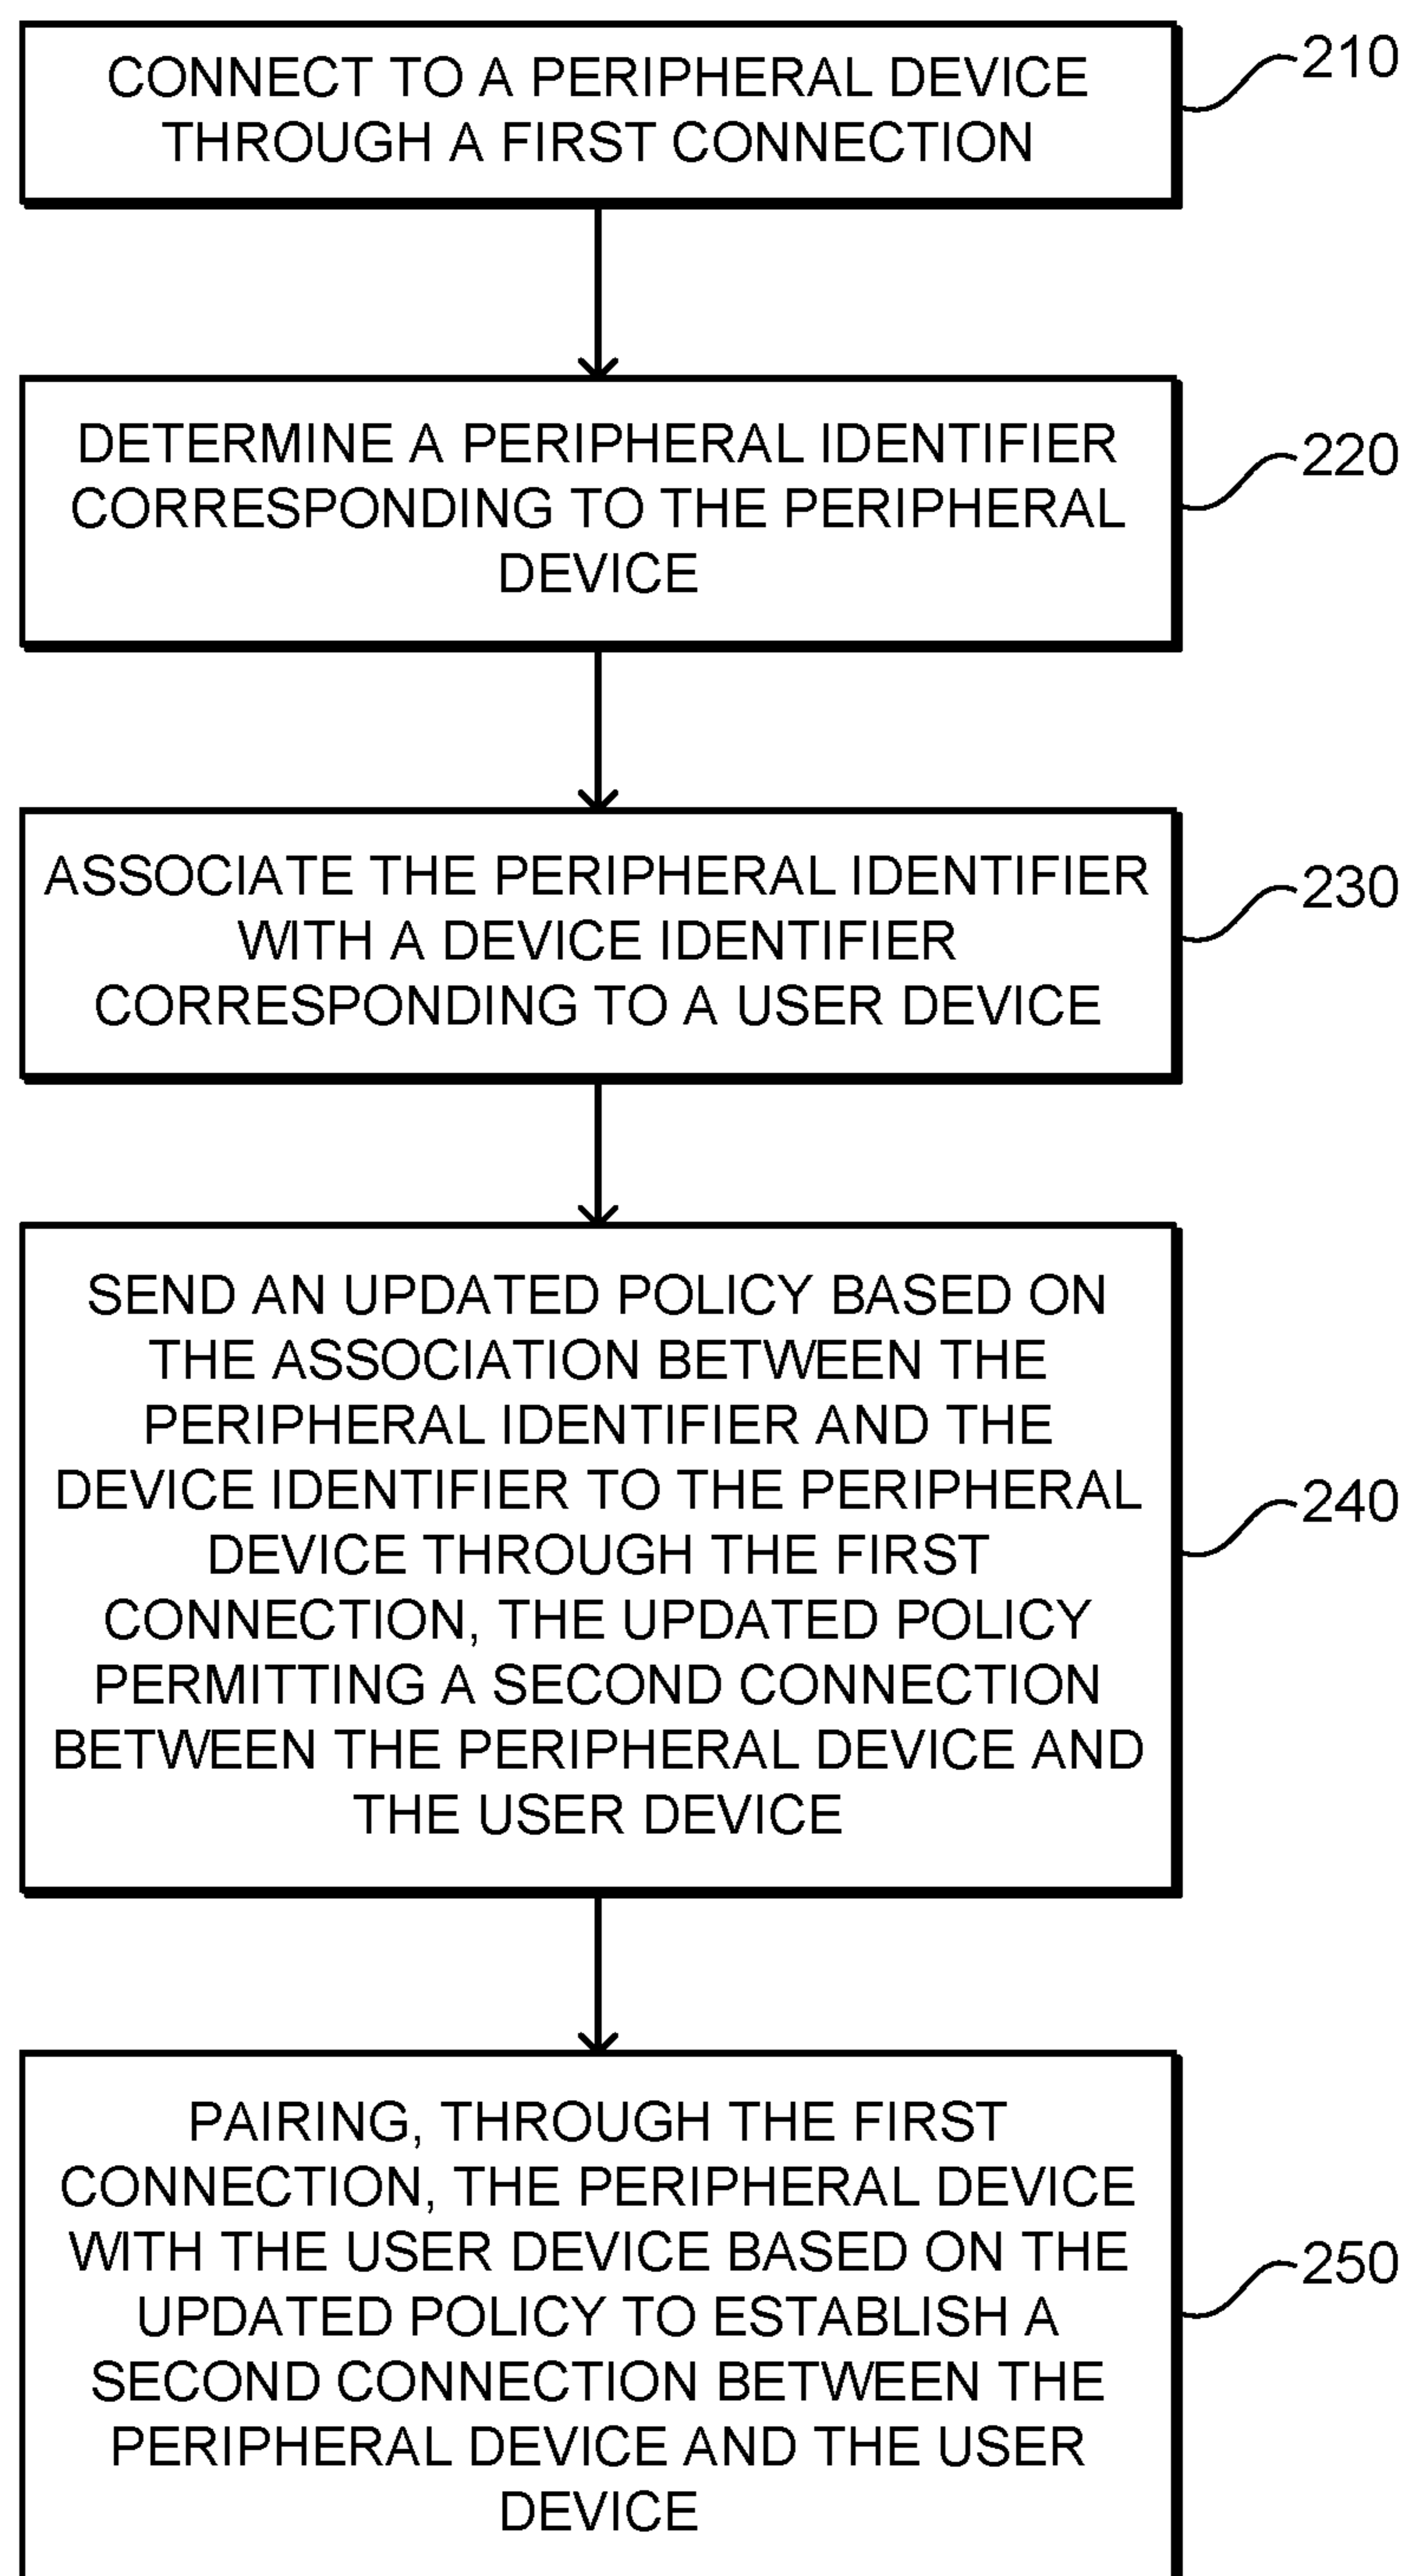 CONNECT TO A PERIPHERAL DEVICE
THROUGH A FIRST CONNECTION
210
DETERMINE A PERIPHERAL IDENTIFIER
CORRESPONDING TO THE PERIPHERAL
DEVICE
220
ASSOCIATE THE PERIPHERAL IDENTIFIER
WITH A DEVICE IDENTIFIER
CORRESPONDING TO A USER DEVICE
230
SEND AN UPDATED POLICY BASED ON
THE ASSOCIATION BETWEEN THE
PERIPHERAL IDENTIFIER AND THE
DEVICE IDENTIFIER TO THE PERIPHERAL
DEVICE THROUGH THE FIRST
CONNECTION, THE UPDATED POLICY
PERMITTING A SECOND CONNECTION
BETWEEN THE PERIPHERAL DEVICE AND
THE USER DEVICE
240
PAIRING, THROUGH THE FIRST
CONNECTION, THE PERIPHERAL DEVICE
WITH THE USER DEVICE BASED ON THE
UPDATED POLICY TO ESTABLISH A
SECOND CONNECTION BETWEEN THE
PERIPHERAL DEVICE AND THE USER
DEVICE
250